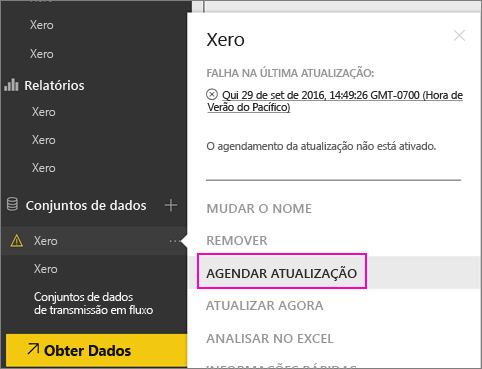 Xero
Xero
Relatórios
Xero
Xero
Xero
Conjuntos de dados +
Xero ...
Xero
Conjuntos de dados
de transmissão em fluxo
Obter Dados
Xero
FALHA NA ÚLTIMA ATUALIZAÇÃO:
Qui 29 de set de 2016, 14:49:26 GMT-0700 (Hora de
Verão do Pacífico)
O agendamento da atualização não está ativado.
MUDAR O NOME
REMOVER
AGENDAR ATUALIZAÇÃO
ATUALIZAR AGORA
ANALISAR NO EXCEL
INFORMAÇÕES RÁPIDAS